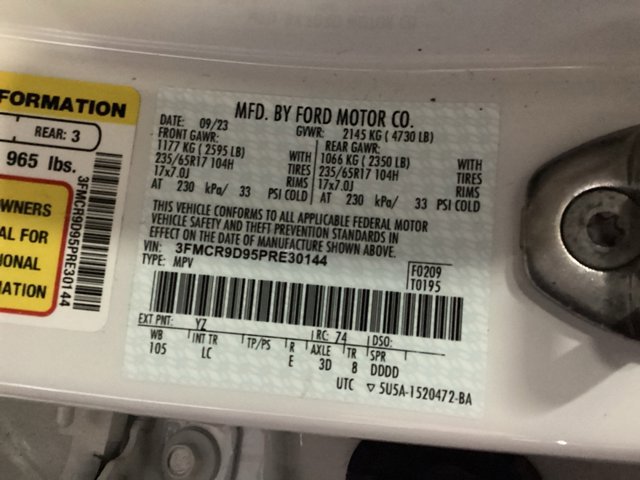 FORMATION
REAR: 3
965 lbs.
WNERS
AL FOR
ONAL
MATION
3FMCR9D95PRE30144
MFD. BY FORD MOTOR CO.
DATE: 09/23 GVWR: 2145 KG ( 4730 LB)
FRONT GAWR: REAR GAWR:
1177 KG ( 2595 LB) WITH 1066 KG ( 2350 LB) WITH
235/65R17 104H TIRES 235/65R17 104H TIRES
17x7.0J RIMS 17x7.0J RIMS
AT 230 kPa/ 33 PSI COLD AT 230 kPa/ 33 PSI COLD
THIS VEHICLE CONFORMS TO ALL APPLICABLE FEDERAL MOTOR
VEHICLE SAFETY AND THEFT PREVENTION STANDARDS IN
EFFECT ON THE DATE OF MANUFACTURE SHOWN ABOVE.
VIN: 3FMCR9D95PRE30144
TYPE: MPV
F0209
T0195
EXT PNT: YZ RC: 74 DSO:
WB INT TR TP/PS R AXLE TR SPR
105 LC E 3D 8 DDDD
UTC ▽ 5U5A-1520472-BA